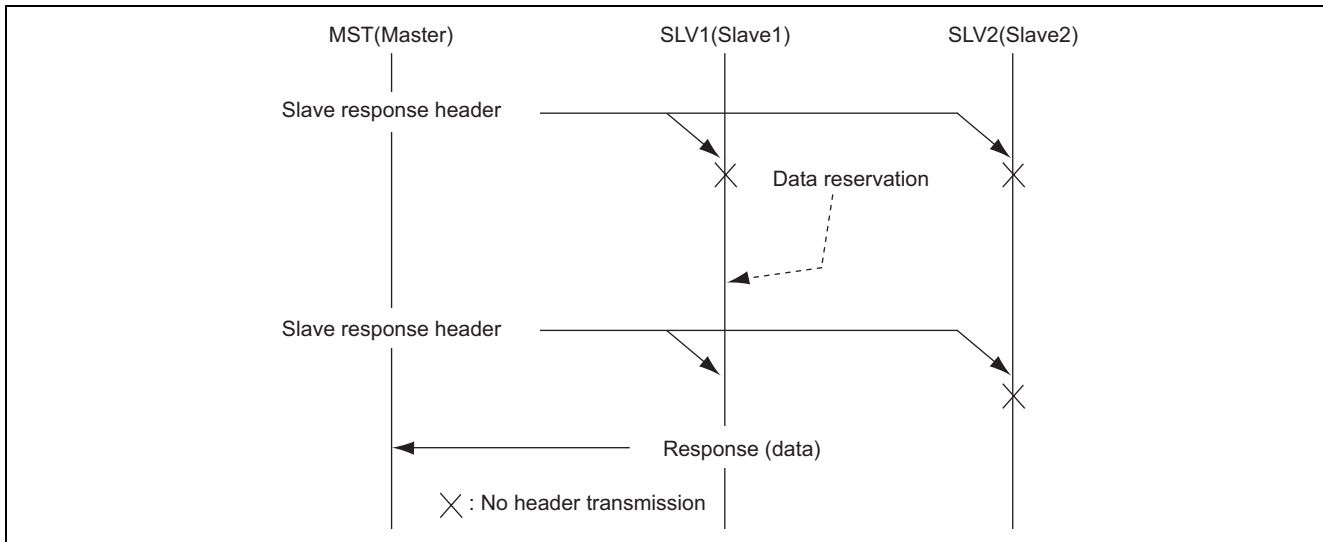 MST(Master) SLV1(Slave1) SLV2(Slave2)
Slave response header
Data reservation
Slave response header
Response (data)
: No header transmission